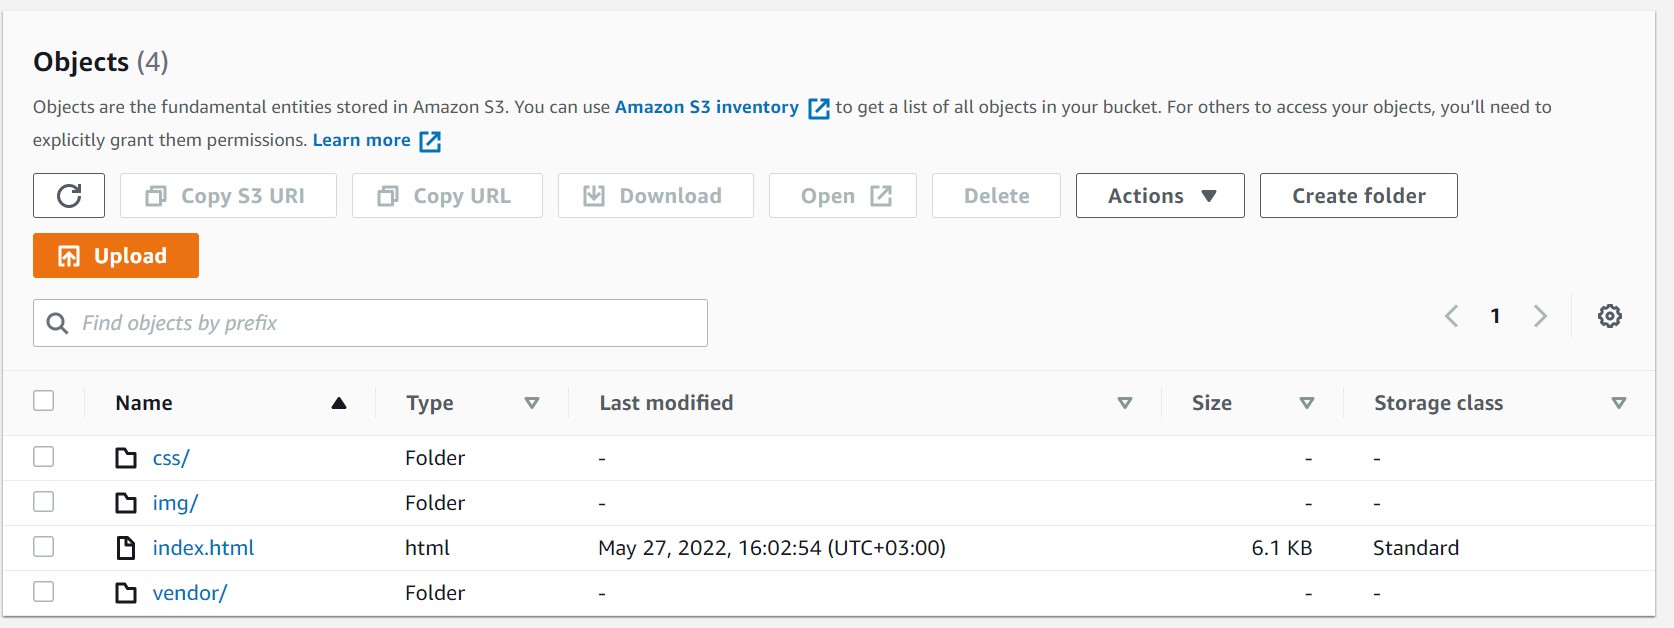 Objects (4)
Objects are the fundamental entities stored in Amazon S3. You can use Amazon S3 inventory to get a list of all objects in your bucket. For others to access your objects, you'll need to
explicitly grant them permissions. Learn more
Copy S3 URI Copy URL Download Open Delete Actions Create folder
Upload
Find objects by prefix 1
Name Type Last modified Size Storage class
css/ Folder - - -
img/ Folder - - -
index.html html May 27, 2022, 16:02:54 (UTC+03:00) 6.1 KB Standard
vendor/ Folder - - -